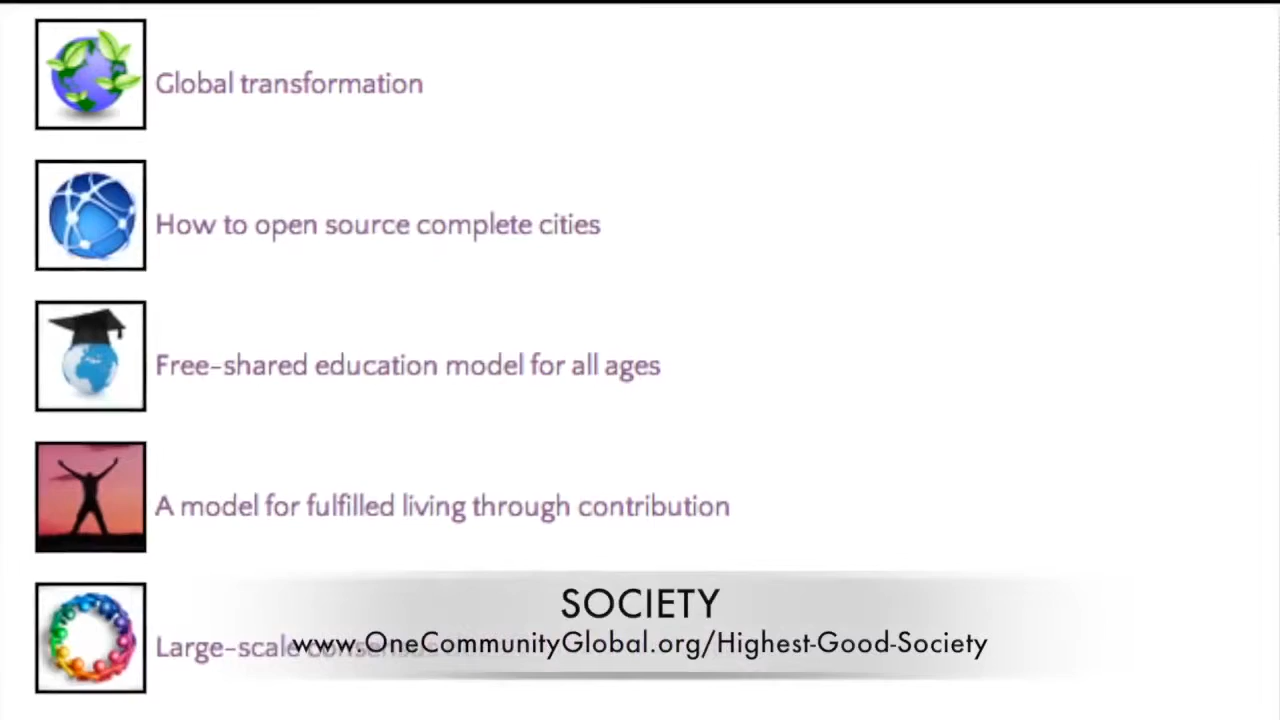 Global transformation
How to open source complete cities
Free-shared education model for all ages
A model for fulfilled living through contribution
SOCIETY
Large-scale
www.OneCommunityGlobal.org/Highest-Good-Society